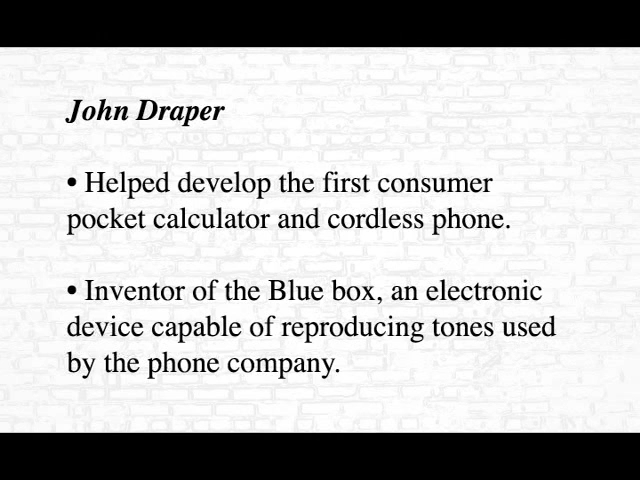 John Draper
• Helped develop the first consumer
pocket calculator and cordless phone.
• Inventor of the Blue box, an electronic
device capable of reproducing tones used
by the phone company.